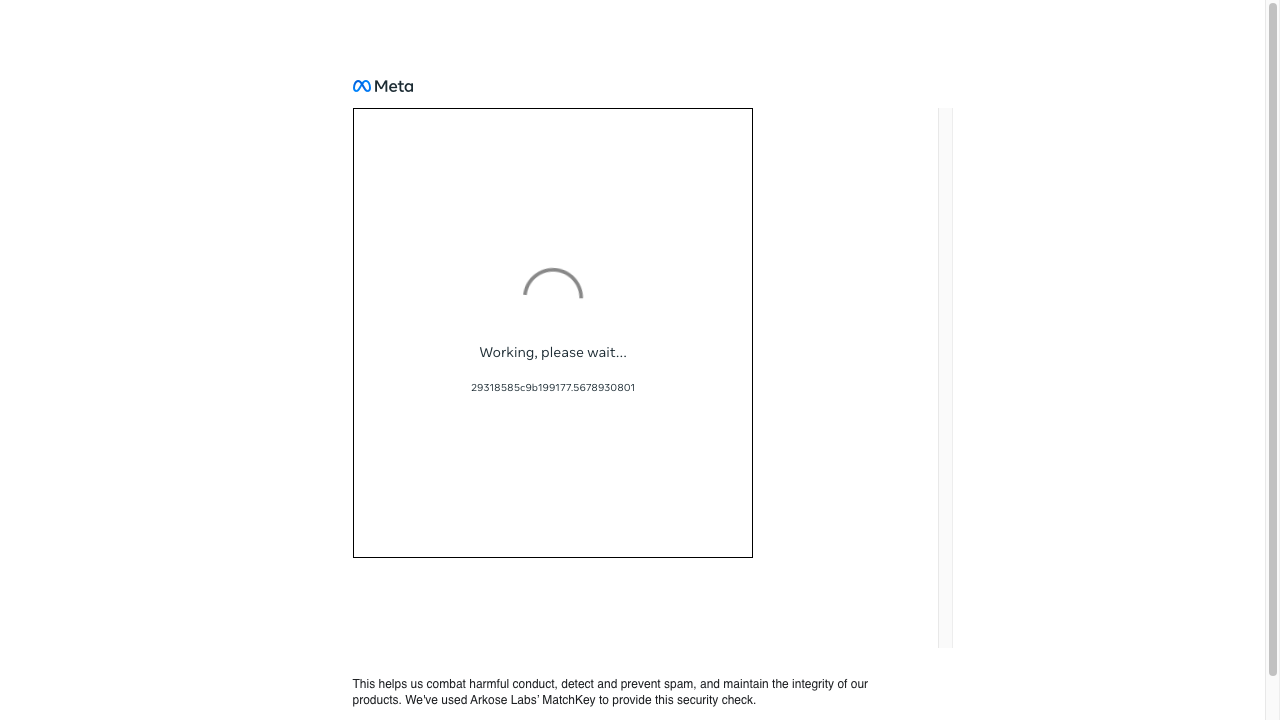 Meta
Working, please wait...
29318585c9b199177.5678930801
This helps us combat harmful conduct, detect and prevent spam, and maintain the integrity of our
products. We've used Arkose Labs’ MatchKey to provide this security check.